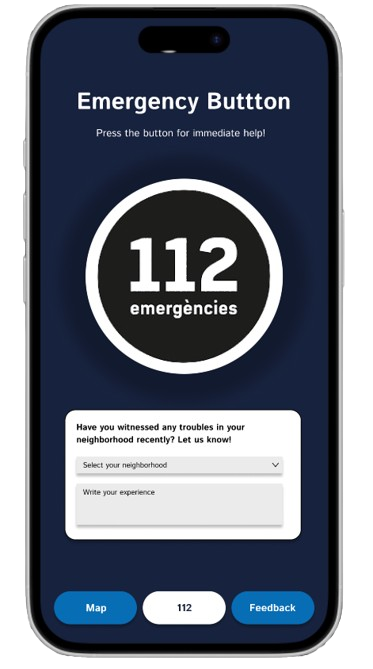 Emergency Buttton
Press the button for immediate help!
112
emergències
Have you witnessed any troubles in your
neighborhood recently? Let us know!
Select your neighborhood
Write your experience
Map
112
Feedback